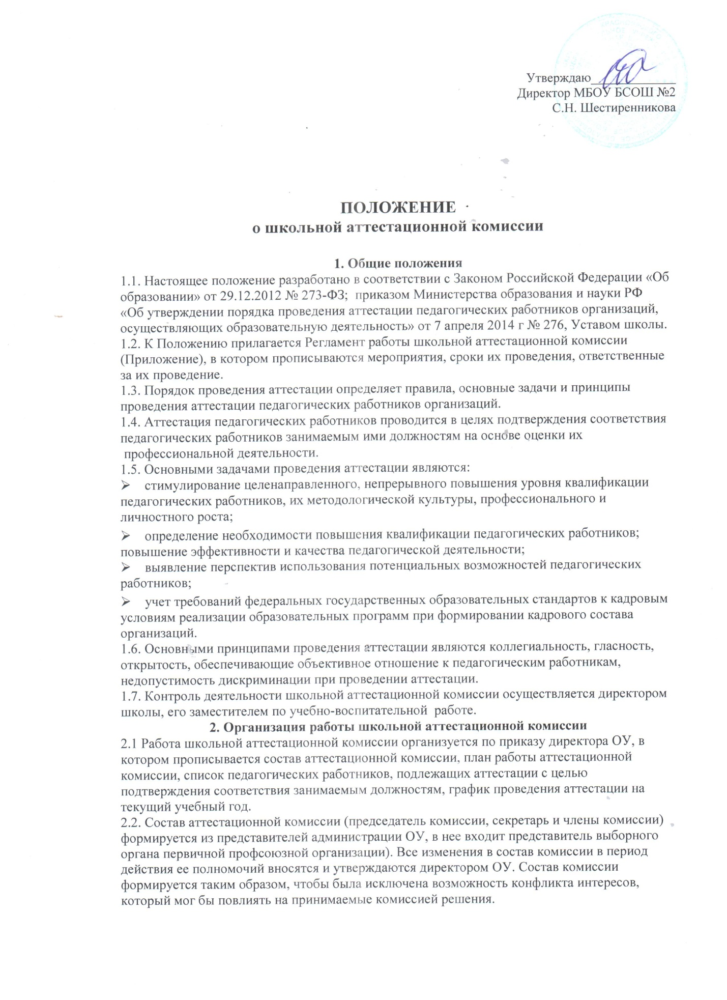 Утверждаю_____________
Директор МБОУ БСОШ №2
С.Н. Шестиренникова
ПОЛОЖЕНИЕ
о школьной аттестационной комиссии
1. Общие положения
1.1. Настоящее положение разработано в соответствии с Законом Российской Федерации «Об
образовании» от 29.12.2012 № 273-ФЗ;  приказом Министерства образования и науки РФ
«Об утверждении порядка проведения аттестации педагогических работников организаций,
осуществляющих образовательную деятельность» от 7 апреля 2014 г № 276, Уставом школы.
1.2. К Положению прилагается Регламент работы школьной аттестационной комиссии
(Приложение), в котором прописываются мероприятия, сроки их проведения, ответственные
за их проведение.
1.3. Порядок проведения аттестации определяет правила, основные задачи и принципы
проведения аттестации педагогических работников организаций.
1.4. Аттестация педагогических работников проводится в целях подтверждения соответствия
педагогических работников занимаемым ими должностям на основе оценки их
профессиональной деятельности.
1.5. Основными задачами проведения аттестации являются:
➢ стимулирование целенаправленного, непрерывного повышения уровня квалификации
педагогических работников, их методологической культуры, профессионального и
личностного роста;
➢ определение необходимости повышения квалификации педагогических работников;
повышение эффективности и качества педагогической деятельности;
➢ выявление перспектив использования потенциальных возможностей педагогических
работников;
➢ учет требований федеральных государственных образовательных стандартов к кадровым
условиям реализации образовательных программ при формировании кадрового состава
организаций.
1.6. Основными принципами проведения аттестации являются коллегиальность, гласность,
открытость, обеспечивающие объективное отношение к педагогическим работникам,
недопустимость дискриминации при проведении аттестации.
1.7. Контроль деятельности школьной аттестационной комиссии осуществляется директором
школы, его заместителем по учебно-воспитательной  работе.
2. Организация работы школьной аттестационной комиссии
2.1 Работа школьной аттестационной комиссии организуется по приказу директора ОУ, в
котором прописывается состав аттестационной комиссии, план работы аттестационной
комиссии, список педагогических работников, подлежащих аттестации с целью
подтверждения соответствия занимаемым должностям, график проведения аттестации на
текущий учебный год.
2.2. Состав аттестационной комиссии (председатель комиссии, секретарь и члены комиссии)
формируется из представителей администрации ОУ, в нее входит представитель выборного
органа первичной профсоюзной организации). Все изменения в состав комиссии в период
действия ее полномочий вносятся и утверждаются директором ОУ. Состав комиссии
формируется таким образом, чтобы была исключена возможность конфликта интересов,
который мог бы повлиять на принимаемые комиссией решения.